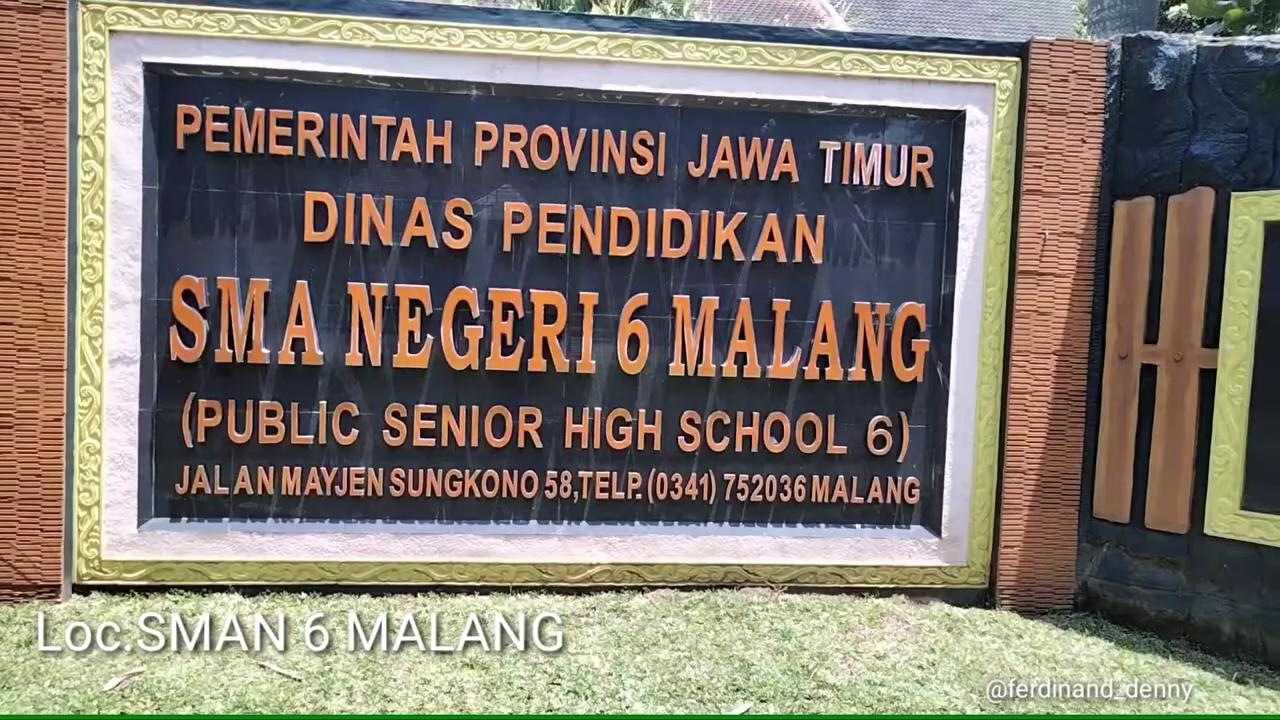 PEMERINTAH PROVINSI JAWA TIMUR
DINAS PENDIDIKAN
SMA NEGERI 6 MALANG
(PUBLIC SENIOR HIGH SCHOOL 6)
JALAN MAYJEN SUNGKONO 58,TELP.(0341) 752036 MALANG
Loc.SMAN 6 MALANG
@ferdinand_denny